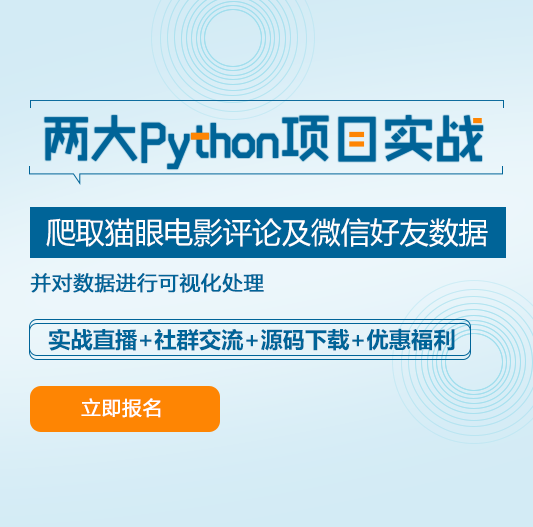 两大Python项目实战
爬取猫眼电影评论及微信好友数据
并对数据进行可视化处理
实战直播+社群交流+源码下载+优惠福利
立即报名